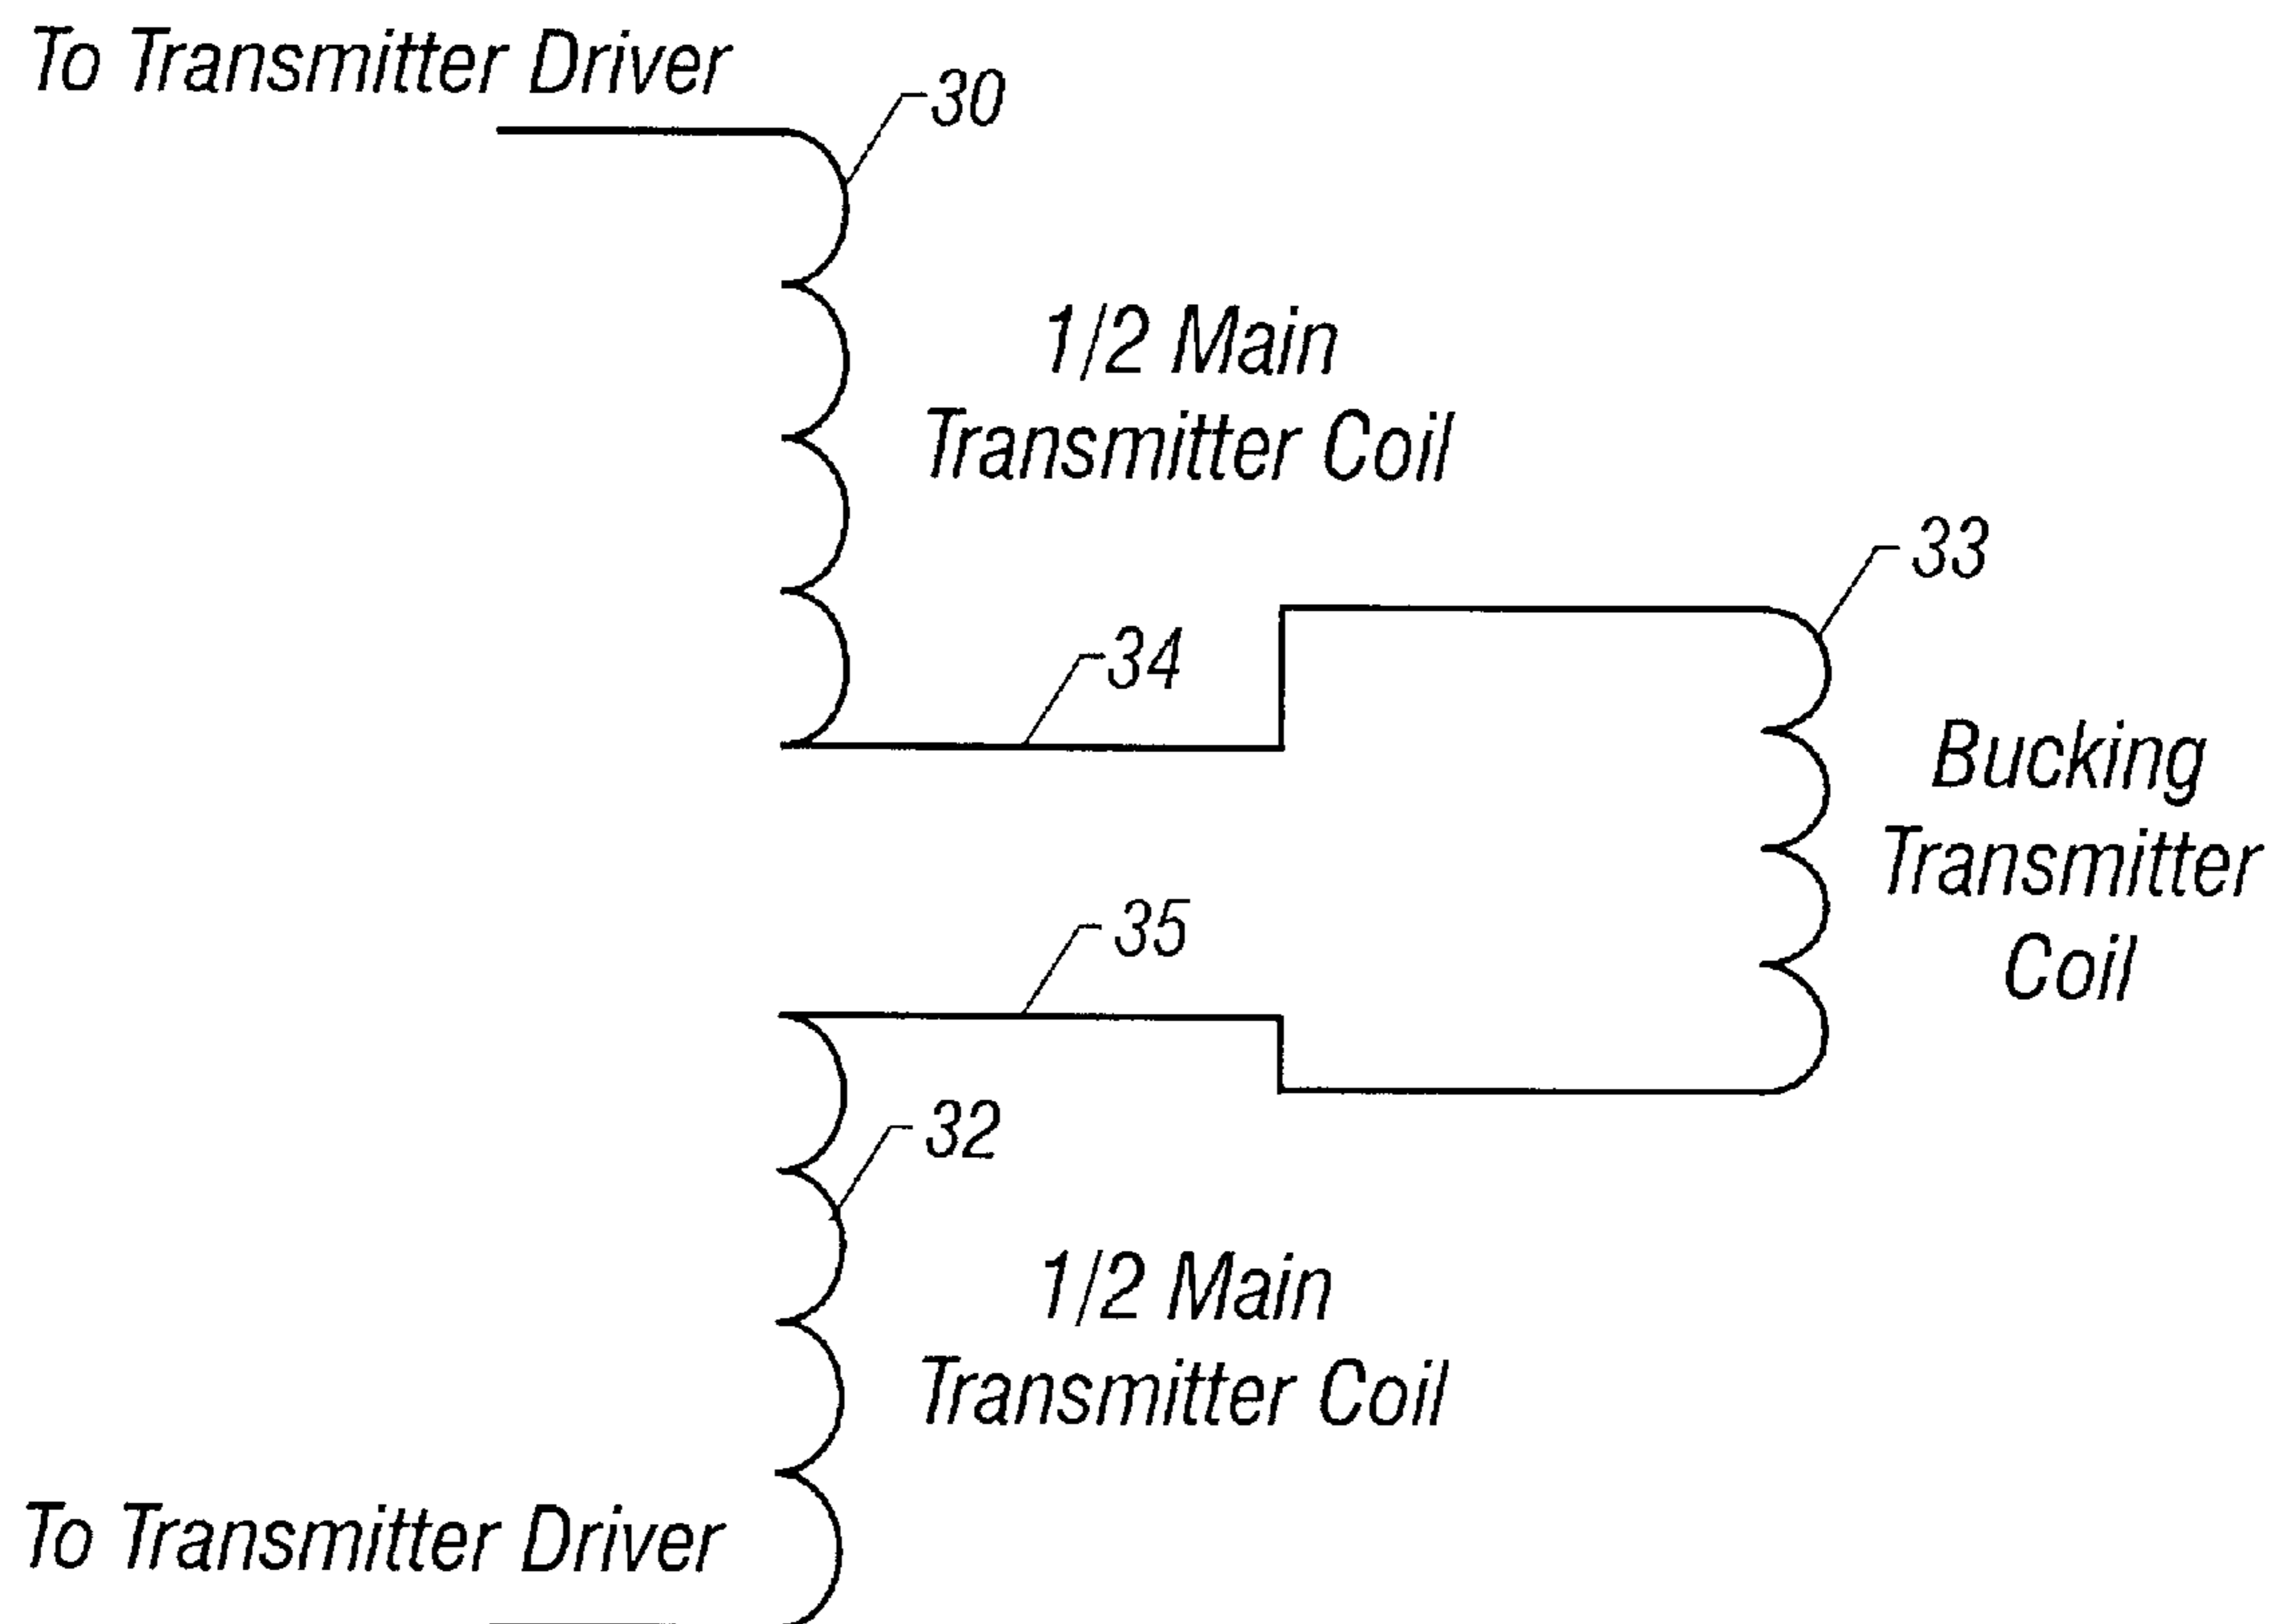 To Transmitter Driver
30
1/2 Main
Transmitter Coil
33
34
Bucking
Transmitter
Coil
35
32
1/2 Main
Transmitter Coil
To Transmitter Driver